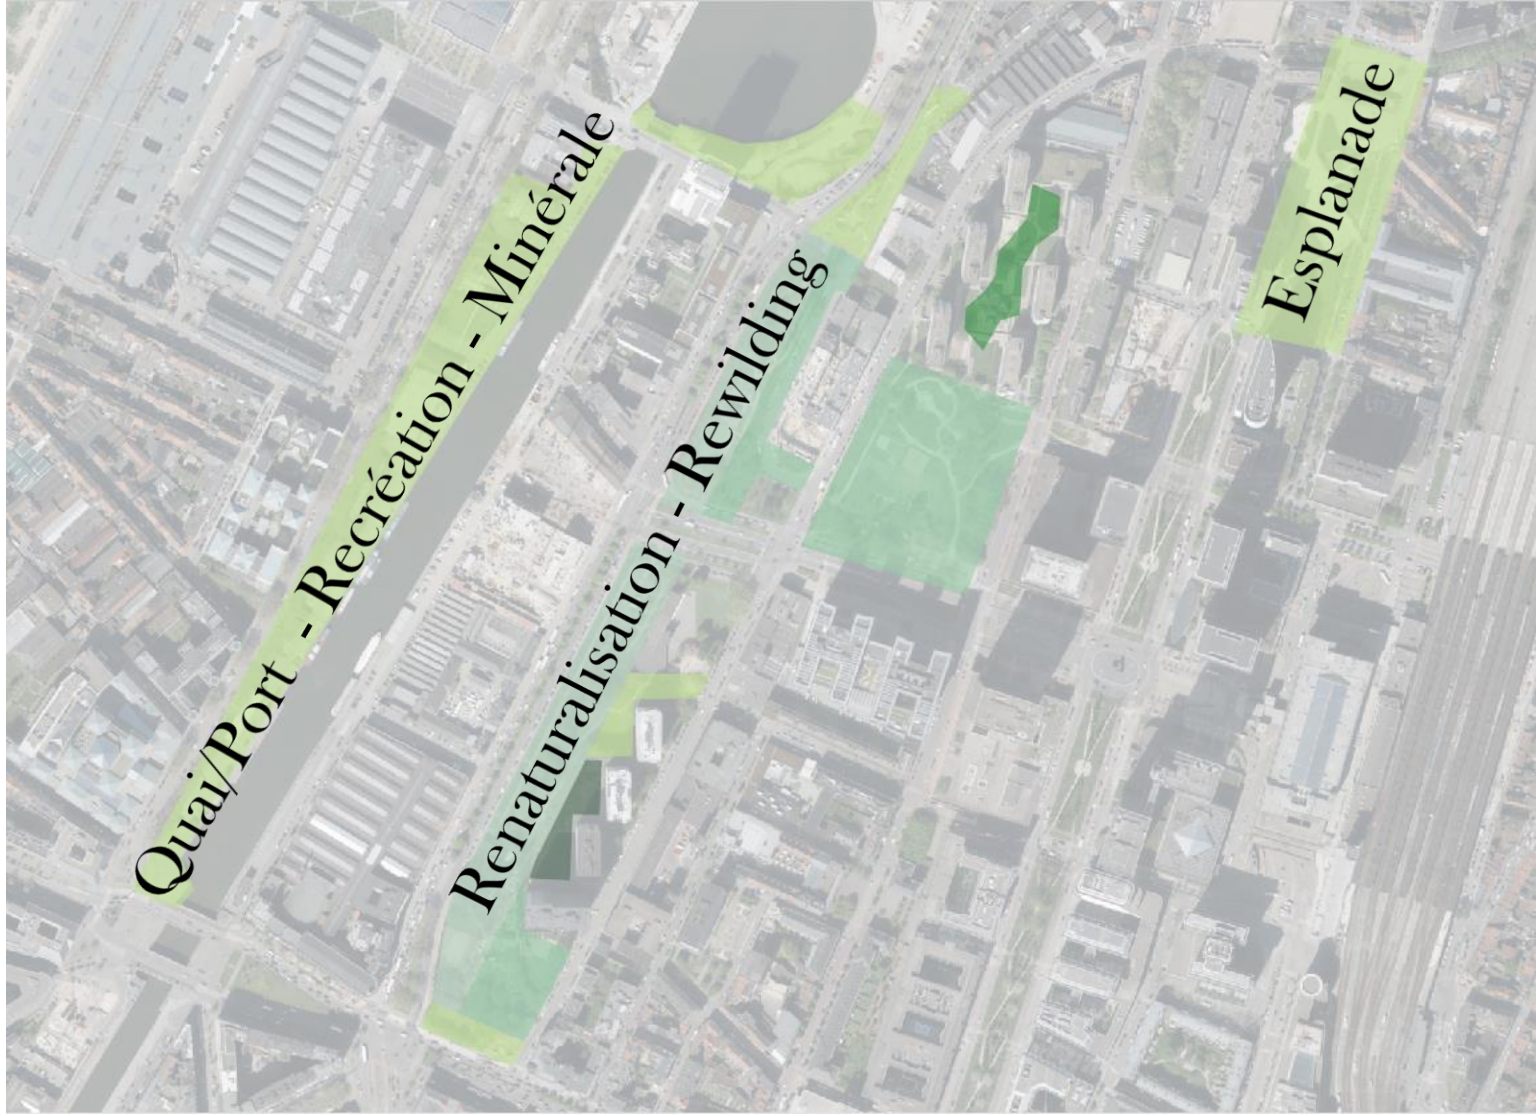 Quai/Port - Recréation - Minérale
Renaturalisation - Rewilding
Esplanade